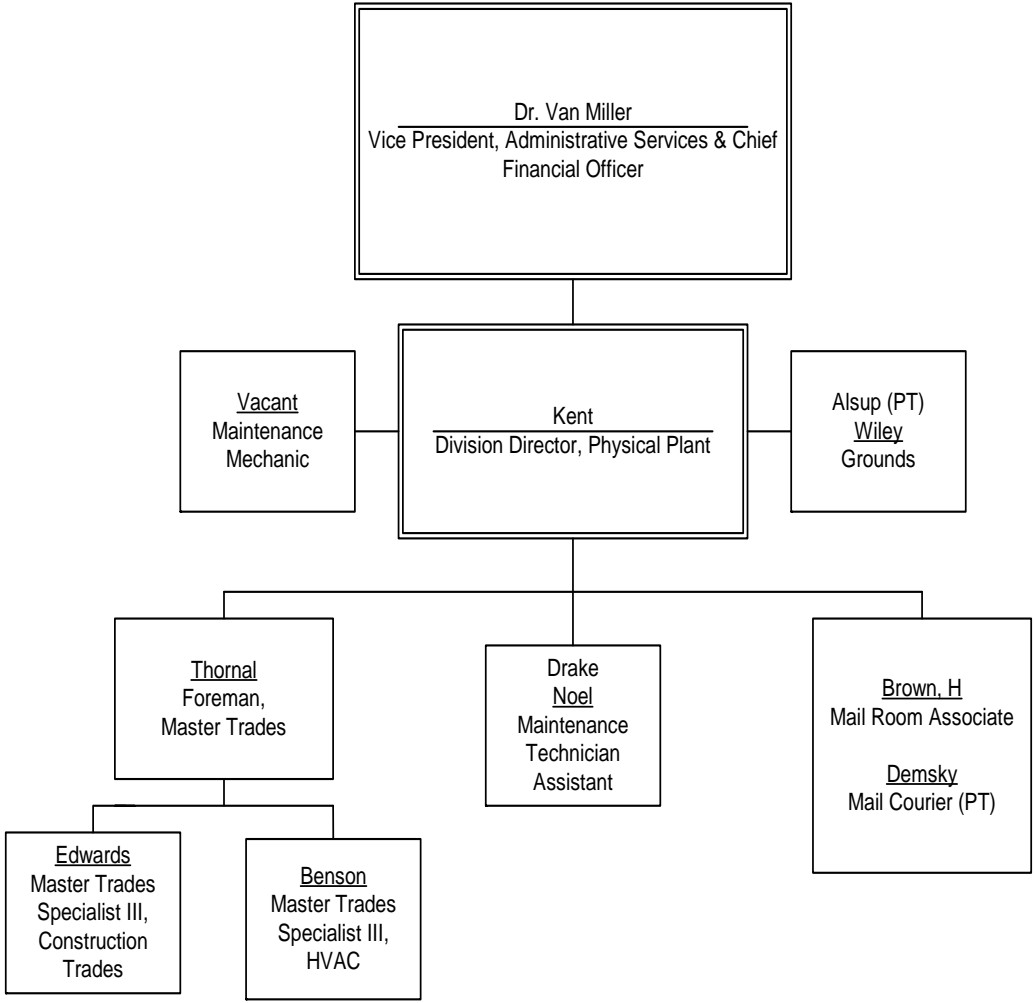 Dr. Van Miller
Vice President, Administrative Services & Chief
Financial Officer
Vacant
Maintenance
Mechanic
Kent
Division Director, Physical Plant
Alsup (PT)
Wiley
Grounds
Thornal
Foreman,
Master Trades
Drake
Noel
Maintenance
Technician
Assistant
Brown, H
Mail Room Associate
Demsky
Mail Courier (PT)
Edwards
Master Trades
Specialist III,
Construction
Trades
Benson
Master Trades
Specialist III,
HVAC